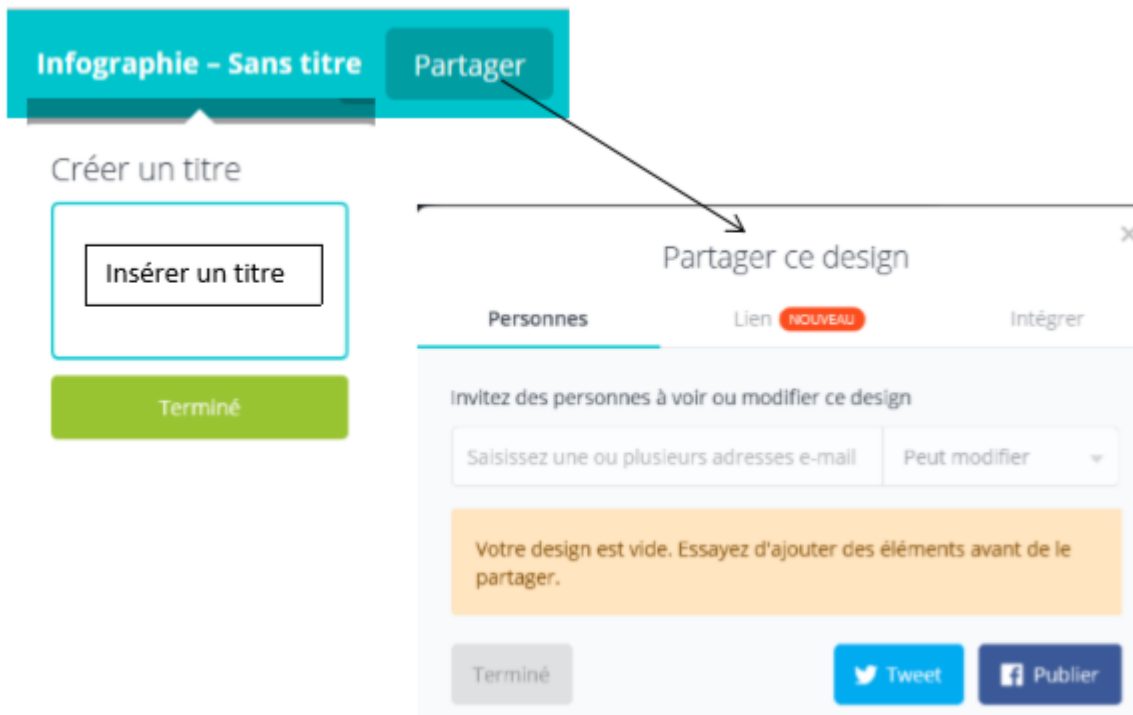 Infographie – Sans titre
Partager
Créer un titre
Insérer un titre
Terminé
Partager ce design
Personnes
Lien NOUVEAU
Intégrer
Invitez des personnes à voir ou modifier ce design
Saisissez une ou plusieurs adresses e-mail
Peut modifier
Votre design est vide. Essayez d'ajouter des éléments avant de le
partager.
Terminé
Tweet
Publier